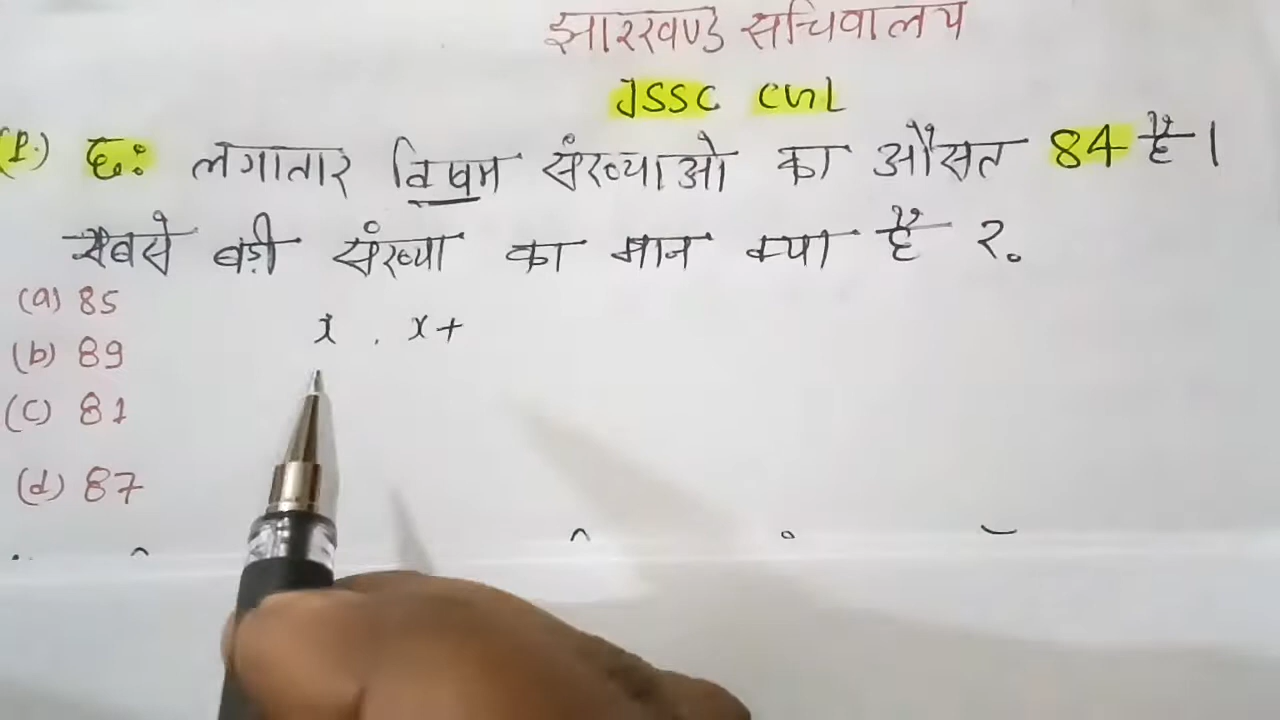 झारखण्ड सचिवालय
JSSC CGL
(1.) छः लगातार विषम संख्याओ का औसत 84 है।
सबसे बड़ी संख्या का मान क्या है ?.
(a) 85
(b) 89
(c) 81
(d) 87
x , x+